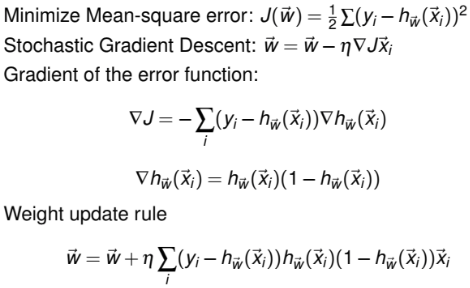 Minimize Mean-square error: J(w⃗) = ½ ∑(yᵢ – h_w⃗(x⃗ᵢ))²
Stochastic Gradient Descent: w⃗ = w⃗ – η∇Jx⃗ᵢ
Gradient of the error function:
∇J = – ∑ᵢ (yᵢ – h_w⃗(x⃗ᵢ))∇h_w⃗(x⃗ᵢ)
∇h_w⃗(x⃗ᵢ) = h_w⃗(x⃗ᵢ)(1 – h_w⃗(x⃗ᵢ))
Weight update rule
w⃗ = w⃗ + η ∑ᵢ (yᵢ – h_w⃗(x⃗ᵢ))h_w⃗(x⃗ᵢ)(1 – h_w⃗(x⃗ᵢ))x⃗ᵢ